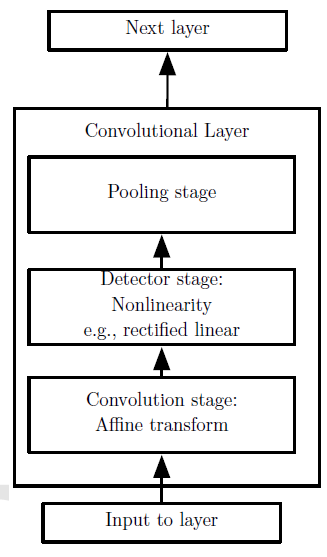 Next layer
Convolutional Layer
Pooling stage
Detector stage:
Nonlinearity
e.g., rectified linear
Convolution stage:
Affine transform
Input to layer